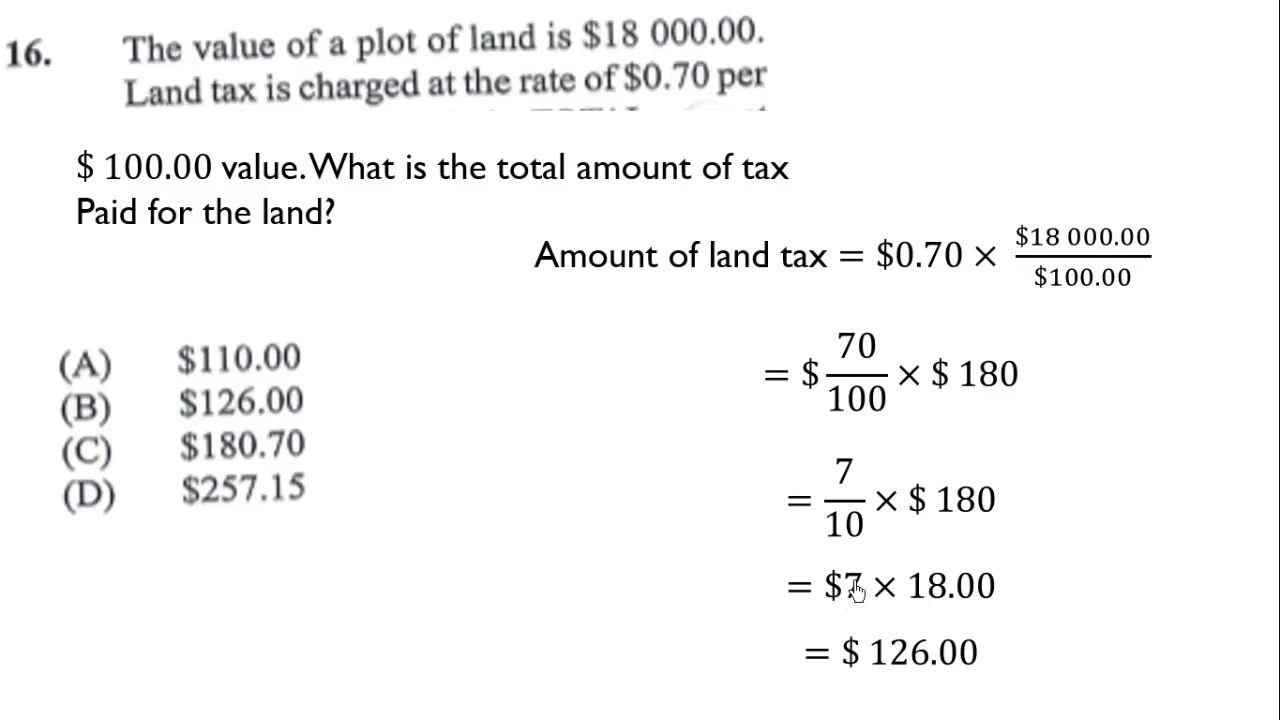 16. The value of a plot of land is $18 000.00.
Land tax is charged at the rate of $0.70 per
$ 100.00 value. What is the total amount of tax
Paid for the land?
Amount of land tax = $0.70 × $18 000.00 / $100.00
= $ 70/100 × $ 180
(A) $110.00
(B) $126.00
(C) $180.70
(D) $257.15
= 7/10 × $ 180
= $7 × 18.00
= $ 126.00